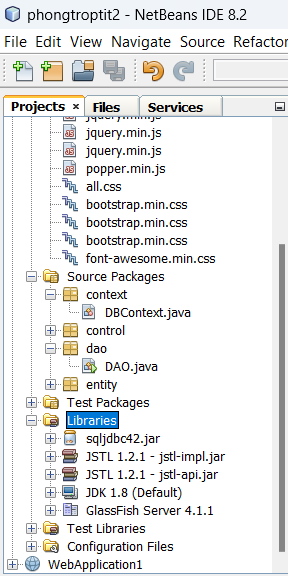 phongtroptit2 - NetBeans IDE 8.2
File Edit View Navigate Source Refactor
Projects × Files Services
jquery.min.js
jquery.min.js
jquery.min.js
popper.min.js
all.css
bootstrap.min.css
bootstrap.min.css
bootstrap.min.css
font-awesome.min.css
Source Packages
context
DBContext.java
control
dao
DAO.java
entity
Test Packages
Libraries
sqljdbc42.jar
JSTL 1.2.1 - jstl-impl.jar
JSTL 1.2.1 - jstl-api.jar
JDK 1.8 (Default)
GlassFish Server 4.1.1
Test Libraries
Configuration Files
WebApplication1